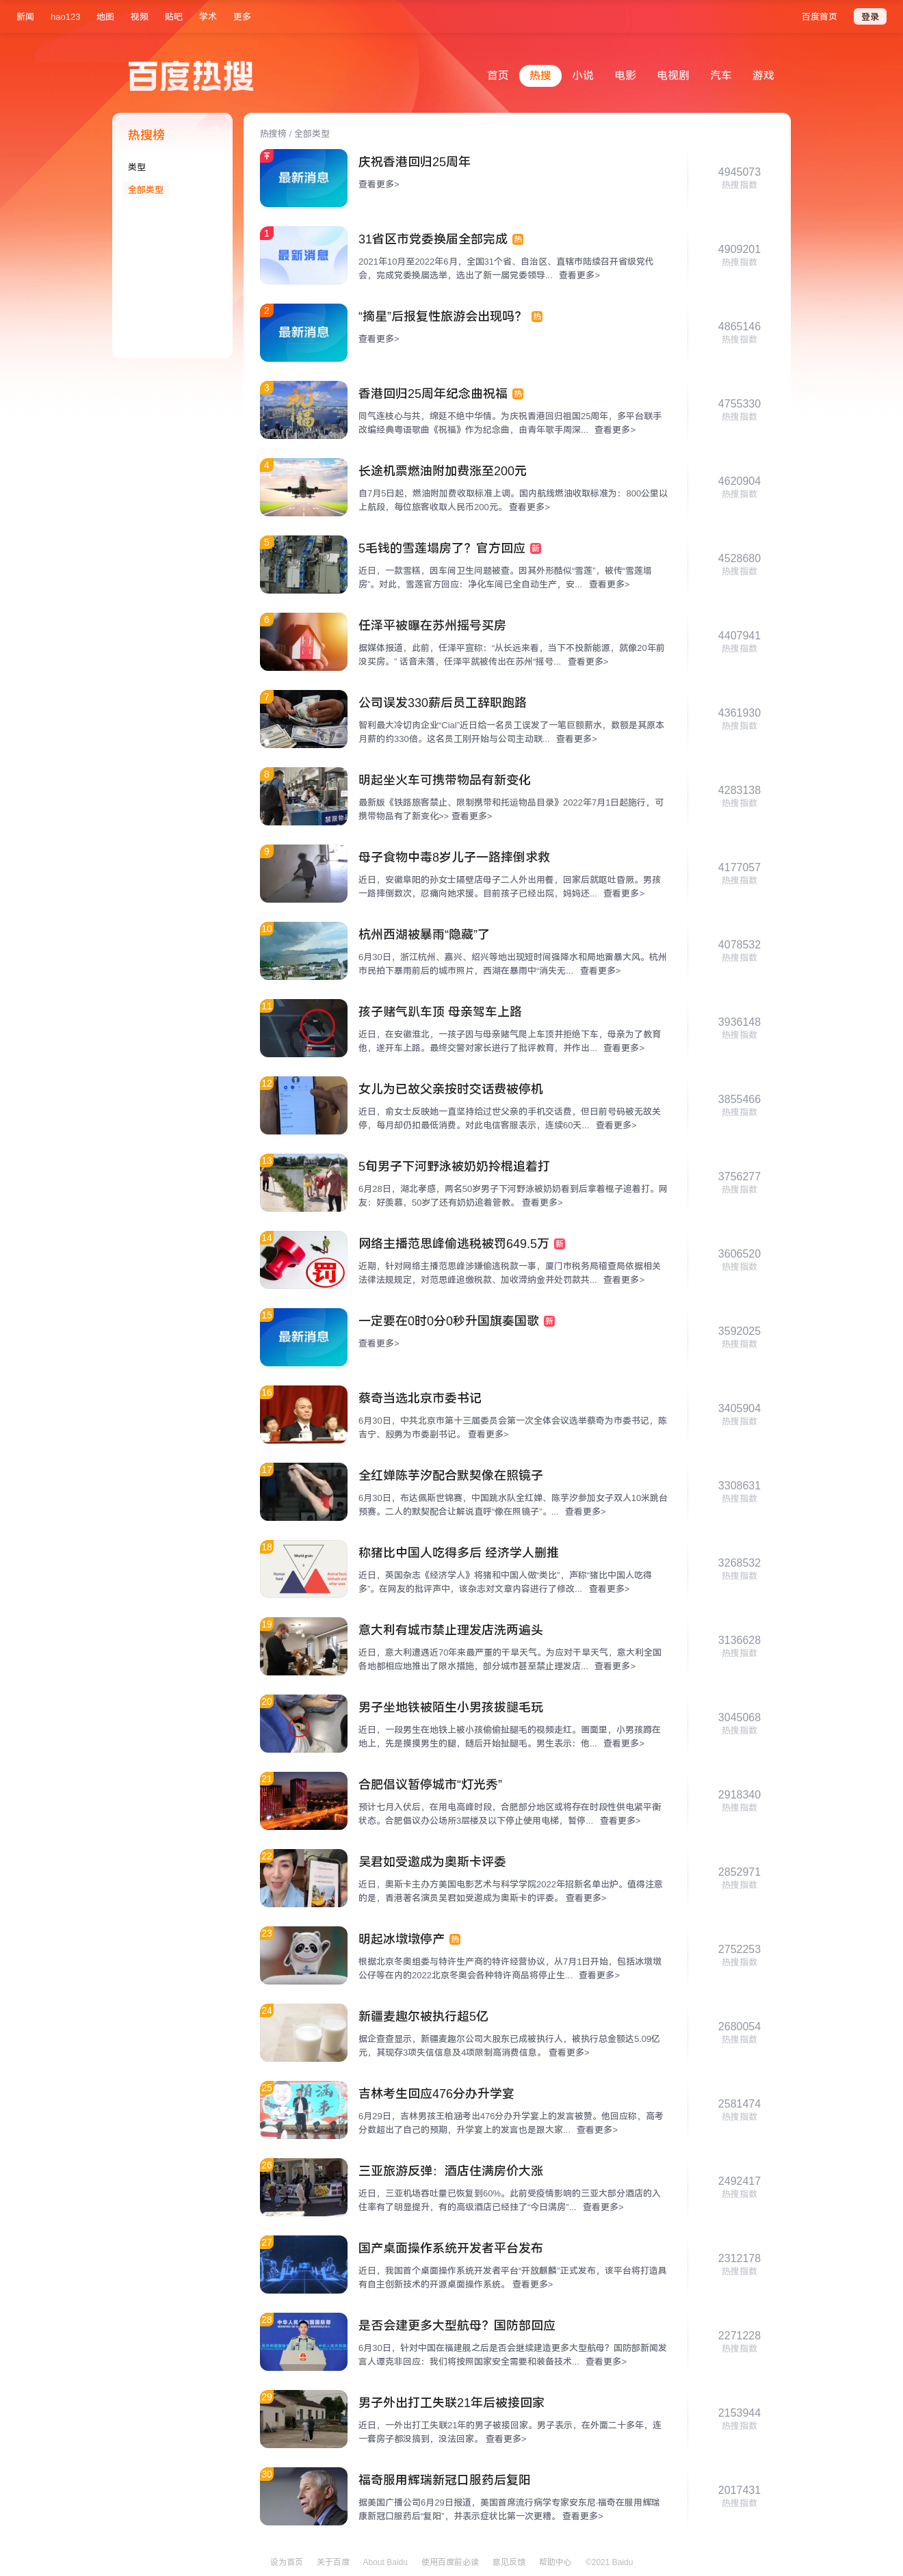 新闻 hao123 地图 视频 贴吧 学术 更多 百度首页 登录
百度热搜
首页 热搜 小说 电影 电视剧 汽车 游戏
热搜榜
类型
全部类型
热搜榜 / 全部类型
最新消息
庆祝香港回归25周年
查看更多>
4945073
热搜指数
1
最新消息
31省区市党委换届全部完成 热
2021年10月至2022年6月，全国31个省、自治区、直辖市陆续召开省级党代
会，完成党委换届选举，选出了新一届党委领导... 查看更多>
4909201
热搜指数
2
最新消息
“摘星”后报复性旅游会出现吗？ 热
查看更多>
4865146
热搜指数
3
祝福
香港回归25周年纪念曲祝福 热
同气连枝心与共，绵延不绝中华情。为庆祝香港回归祖国25周年，多平台联手
改编经典粤语歌曲《祝福》作为纪念曲，由青年歌手周深... 查看更多>
4755330
热搜指数
4
长途机票燃油附加费涨至200元
自7月5日起，燃油附加费收取标准上调。国内航线燃油收取标准为：800公里以
上航段，每位旅客收取人民币200元。 查看更多>
4620904
热搜指数
5
5毛钱的雪莲塌房了？官方回应 新
近日，一款雪糕，因车间卫生问题被查。因其外形酷似“雪莲”，被传“雪莲塌
房”。对此，雪莲官方回应：净化车间已全自动生产，安... 查看更多>
4528680
热搜指数
6
任泽平被曝在苏州摇号买房
据媒体报道，此前，任泽平宣称：“从长远来看，当下不投新能源，就像20年前
没买房。” 话音未落，任泽平就被传出在苏州“摇号... 查看更多>
4407941
热搜指数
7
公司误发330薪后员工辞职跑路
智利最大冷切肉企业“Cial”近日给一名员工误发了一笔巨额薪水，数额是其原本
月薪的约330倍。这名员工刚开始与公司主动联... 查看更多>
4361930
热搜指数
8
明起坐火车可携带物品有新变化
最新版《铁路旅客禁止、限制携带和托运物品目录》2022年7月1日起施行，可
携带物品有了新变化>> 查看更多>
4283138
热搜指数
9
母子食物中毒8岁儿子一路摔倒求救
近日，安徽阜阳的孙女士隔壁店母子二人外出用餐，回家后就呕吐昏厥。男孩
一路摔倒数次，忍痛向她求援。目前孩子已经出院，妈妈还... 查看更多>
4177057
热搜指数
10
杭州西湖被暴雨“隐藏”了
6月30日，浙江杭州、嘉兴、绍兴等地出现短时间强降水和局地雷暴大风。杭州
市民拍下暴雨前后的城市照片，西湖在暴雨中“消失无... 查看更多>
4078532
热搜指数
11
孩子赌气趴车顶 母亲驾车上路
近日，在安徽淮北，一孩子因与母亲赌气爬上车顶并拒绝下车，母亲为了教育
他，遂开车上路。最终交警对家长进行了批评教育，并作出... 查看更多>
3936148
热搜指数
12
女儿为已故父亲按时交话费被停机
近日，俞女士反映她一直坚持给过世父亲的手机交话费，但日前号码被无故关
停，每月却仍扣最低消费。对此电信客服表示，连续60天... 查看更多>
3855466
热搜指数
13
5旬男子下河野泳被奶奶拎棍追着打
6月28日，湖北孝感，两名50岁男子下河野泳被奶奶看到后拿着棍子追着打。网
友：好羡慕，50岁了还有奶奶追着管教。 查看更多>
3756277
热搜指数
14
罚
网络主播范思峰偷逃税被罚649.5万 新
近期，针对网络主播范思峰涉嫌偷逃税款一事，厦门市税务局稽查局依据相关
法律法规规定，对范思峰追缴税款、加收滞纳金并处罚款共... 查看更多>
3606520
热搜指数
15
最新消息
一定要在0时0分0秒升国旗奏国歌 新
查看更多>
3592025
热搜指数
16
蔡奇当选北京市委书记
6月30日，中共北京市第十三届委员会第一次全体会议选举蔡奇为市委书记，陈
吉宁、殷勇为市委副书记。 查看更多>
3405904
热搜指数
17
全红婵陈芋汐配合默契像在照镜子
6月30日，布达佩斯世锦赛，中国跳水队全红婵、陈芋汐参加女子双人10米跳台
预赛。二人的默契配合让解说直呼“像在照镜子”。... 查看更多>
3308631
热搜指数
18
称猪比中国人吃得多后 经济学人删推
近日，英国杂志《经济学人》将猪和中国人做“类比”，声称“猪比中国人吃得
多”。在网友的批评声中，该杂志对文章内容进行了修改... 查看更多>
3268532
热搜指数
19
意大利有城市禁止理发店洗两遍头
近日，意大利遭遇近70年来最严重的干旱天气。为应对干旱天气，意大利全国
各地都相应地推出了限水措施，部分城市甚至禁止理发店... 查看更多>
3136628
热搜指数
20
男子坐地铁被陌生小男孩拔腿毛玩
近日，一段男生在地铁上被小孩偷偷扯腿毛的视频走红。画面里，小男孩蹲在
地上，先是摸摸男生的腿，随后开始扯腿毛。男生表示：他... 查看更多>
3045068
热搜指数
21
合肥倡议暂停城市“灯光秀”
预计七月入伏后，在用电高峰时段，合肥部分地区或将存在时段性供电紧平衡
状态。合肥倡议办公场所3层楼及以下停止使用电梯，暂停... 查看更多>
2918340
热搜指数
22
吴君如受邀成为奥斯卡评委
近日，奥斯卡主办方美国电影艺术与科学学院2022年招新名单出炉。值得注意
的是，香港著名演员吴君如受邀成为奥斯卡的评委。 查看更多>
2852971
热搜指数
23
明起冰墩墩停产 热
根据北京冬奥组委与特许生产商的特许经营协议，从7月1日开始，包括冰墩墩
公仔等在内的2022北京冬奥会各种特许商品将停止生... 查看更多>
2752253
热搜指数
24
新疆麦趣尔被执行超5亿
据企查查显示，新疆麦趣尔公司大股东已成被执行人，被执行总金额达5.09亿
元，其现存3项失信信息及4项限制高消费信息。 查看更多>
2680054
热搜指数
25
吉林考生回应476分办升学宴
6月29日，吉林男孩王柏涵考出476分办升学宴上的发言被赞。他回应称，高考
分数超出了自己的预期，升学宴上的发言也是跟大家... 查看更多>
2581474
热搜指数
26
三亚旅游反弹：酒店住满房价大涨
近日，三亚机场吞吐量已恢复到60%。此前受疫情影响的三亚大部分酒店的入
住率有了明显提升，有的高级酒店已经挂了“今日满房”... 查看更多>
2492417
热搜指数
27
国产桌面操作系统开发者平台发布
近日，我国首个桌面操作系统开发者平台“开放麒麟”正式发布，该平台将打造具
有自主创新技术的开源桌面操作系统。 查看更多>
2312178
热搜指数
28
是否会建更多大型航母？国防部回应
6月30日，针对中国在福建舰之后是否会继续建造更多大型航母？国防部新闻发
言人谭克非回应：我们将按照国家安全需要和装备技术... 查看更多>
2271228
热搜指数
29
男子外出打工失联21年后被接回家
近日，一外出打工失联21年的男子被接回家。男子表示，在外面二十多年，连
一套房子都没搞到，没法回家。 查看更多>
2153944
热搜指数
30
福奇服用辉瑞新冠口服药后复阳
据美国广播公司6月29日报道，美国首席流行病学专家安东尼·福奇在服用辉瑞
康新冠口服药后“复阳”，并表示症状比第一次更糟。 查看更多>
2017431
热搜指数
设为首页 关于百度 About Baidu 使用百度前必读 意见反馈 帮助中心 ©2021 Baidu